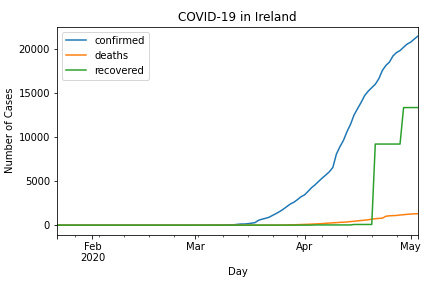 COVID-19 in Ireland
confirmed
deaths
recovered
Number of Cases
20000
15000
10000
5000
0
Feb
2020
Mar
Apr
May
Day